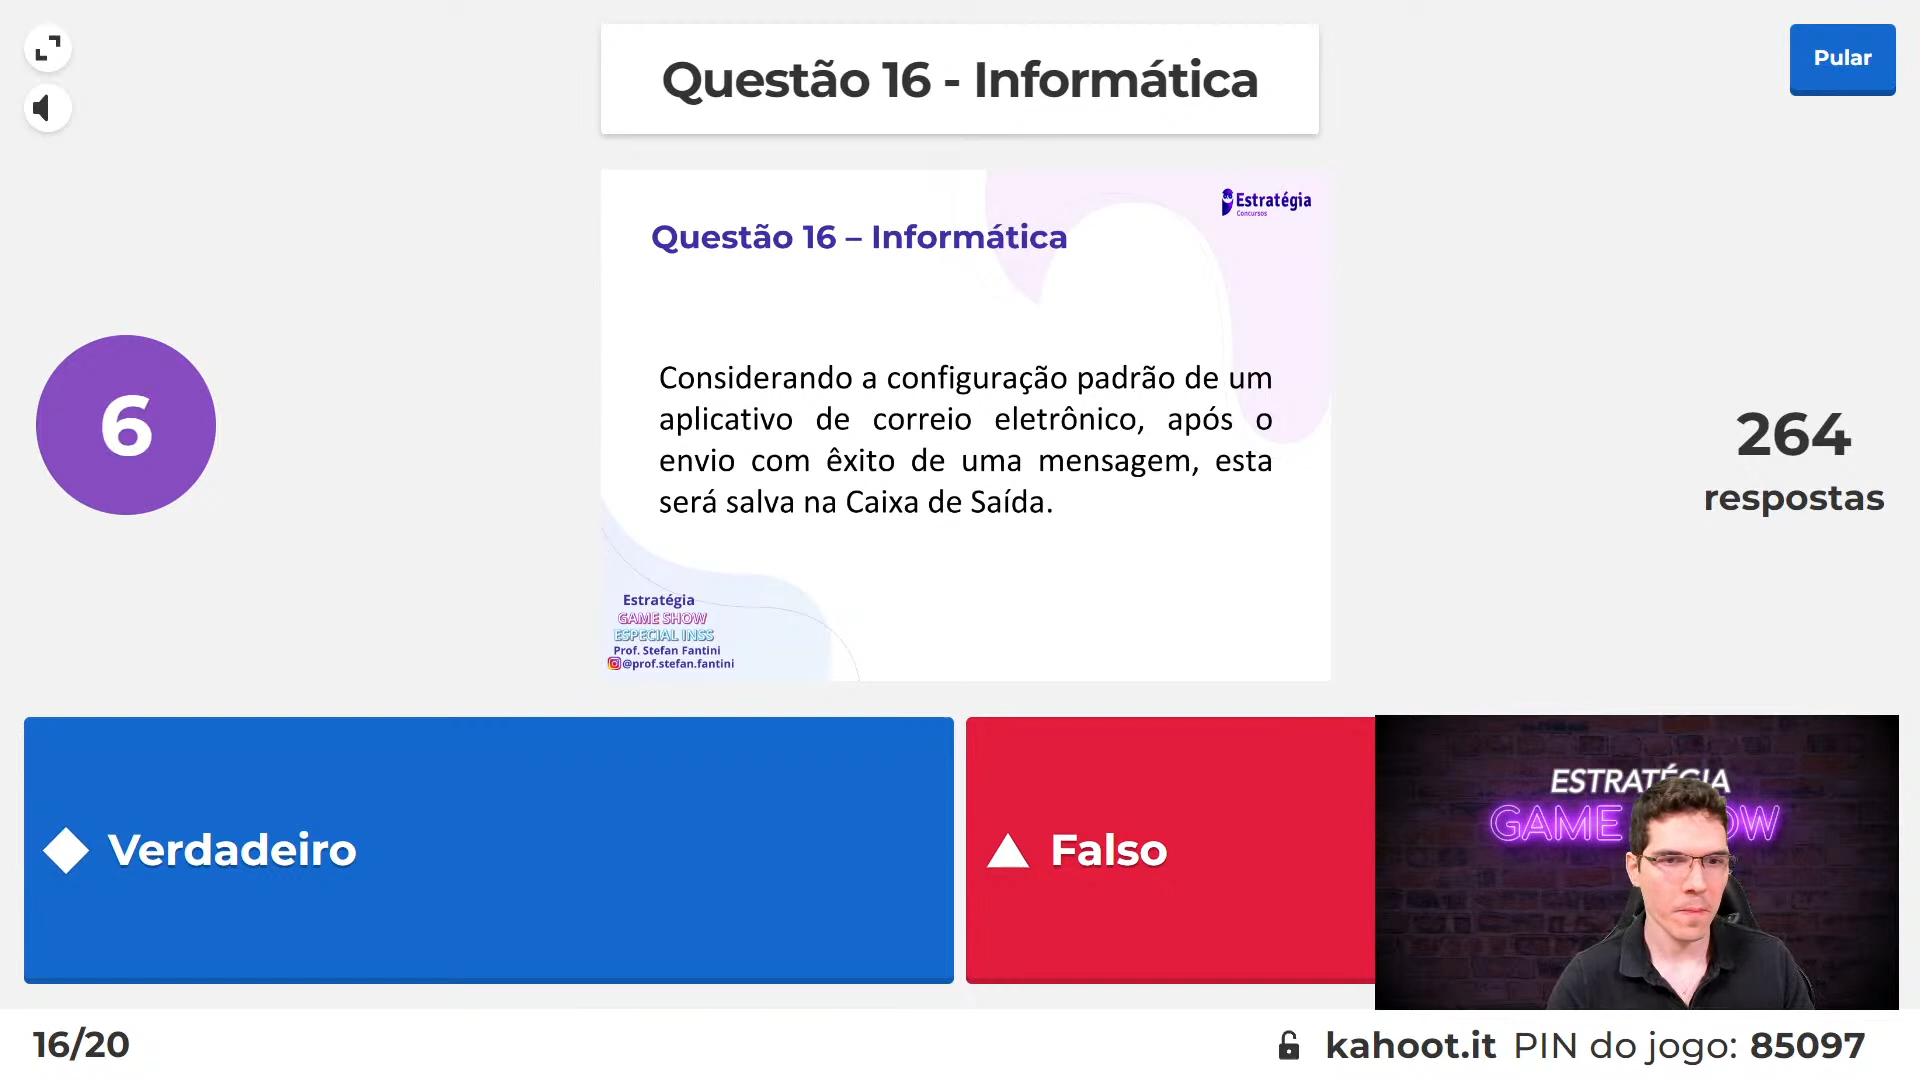 Questão 16 - Informática
Pular
Estratégia
Concursos
Questão 16 – Informática
Considerando a configuração padrão de um
aplicativo de correio eletrônico, após o
envio com êxito de uma mensagem, esta
será salva na Caixa de Saída.
6
264
respostas
Estratégia
GAME SHOW
ESPECIAL INSS
Prof. Stefan Fantini
@prof.stefan.fantini
Verdadeiro
Falso
ESTRATÉGIA
GAME OW
16/20
kahoot.it PIN do jogo: 85097